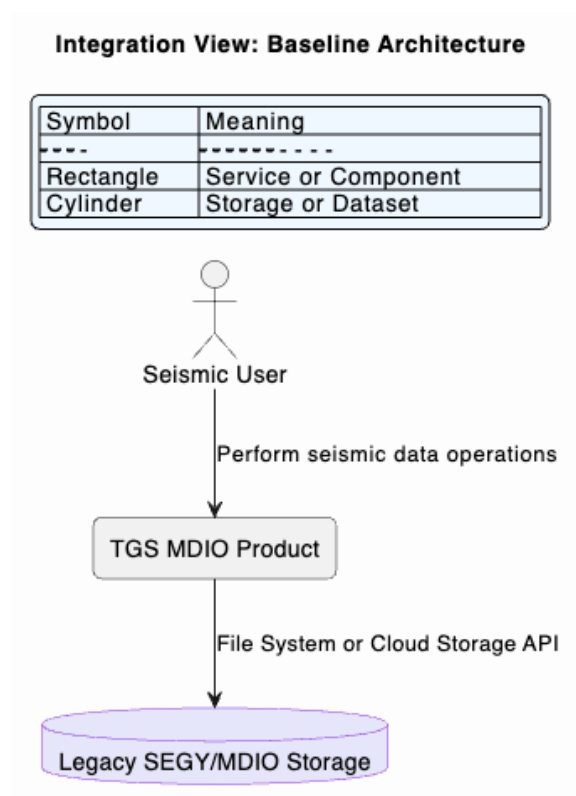 Integration View: Baseline Architecture
Symbol Meaning
---- ----------
Rectangle Service or Component
Cylinder Storage or Dataset
Seismic User
Perform seismic data operations
TGS MDIO Product
File System or Cloud Storage API
Legacy SEGY/MDIO Storage